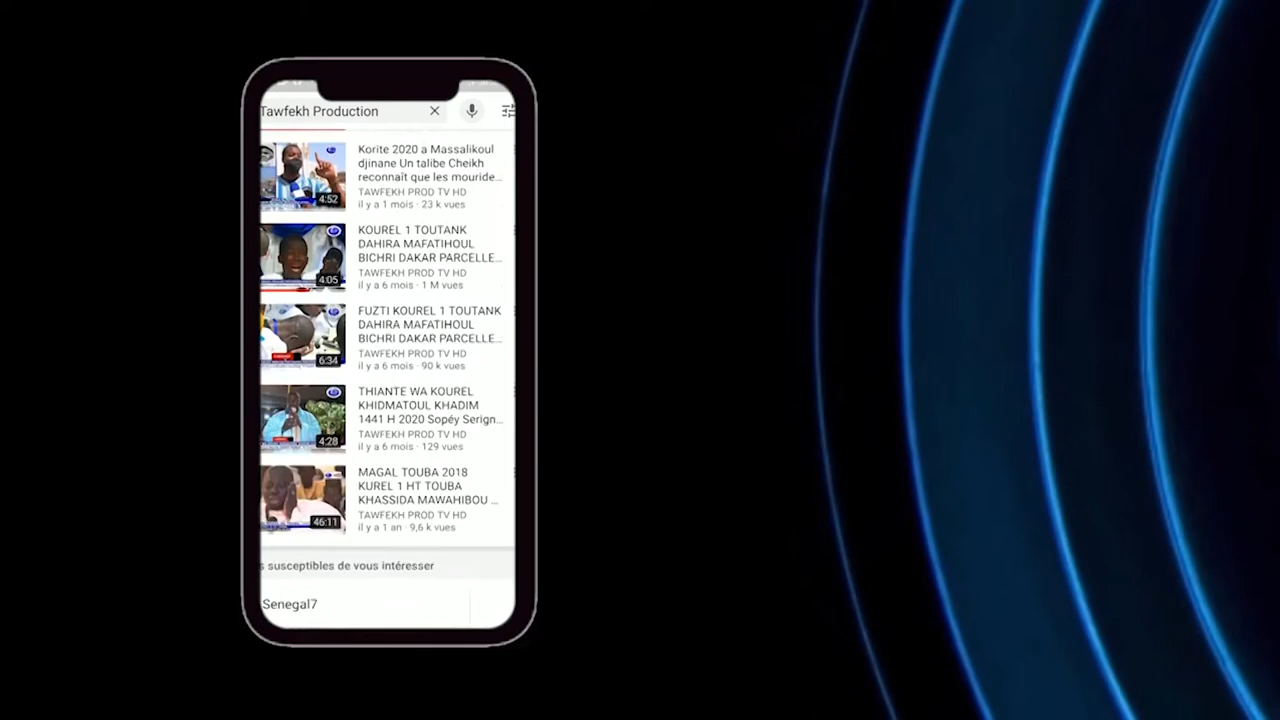 Tawfekh Production
Korite 2020 a Massalikoul
djinane Un talibe Cheikh
reconnaît que les mouride...
TAWFEKH PROD TV HD
il y a 1 mois · 23 k vues
4:52
KOUREL 1 TOUTANK
DAHIRA MAFATIHOUL
BICHRI DAKAR PARCELLE...
TAWFEKH PROD TV HD
il y a 6 mois · 1 M vues
4:05
FUZTI KOUREL 1 TOUTANK
DAHIRA MAFATIHOUL
BICHRI DAKAR PARCELLE...
TAWFEKH PROD TV HD
il y a 6 mois · 90 k vues
6:34
THIANTE WA KOUREL
KHIDMATOUL KHADIM
1441 H 2020 Sopéy Serign...
TAWFEKH PROD TV HD
il y a 6 mois · 129 vues
4:28
MAGAL TOUBA 2018
KUREL 1 HT TOUBA
KHASSIDA MAWAHIBOU ...
TAWFEKH PROD TV HD
il y a 1 an · 9,6 k vues
46:11
s susceptibles de vous intéresser
Senegal7